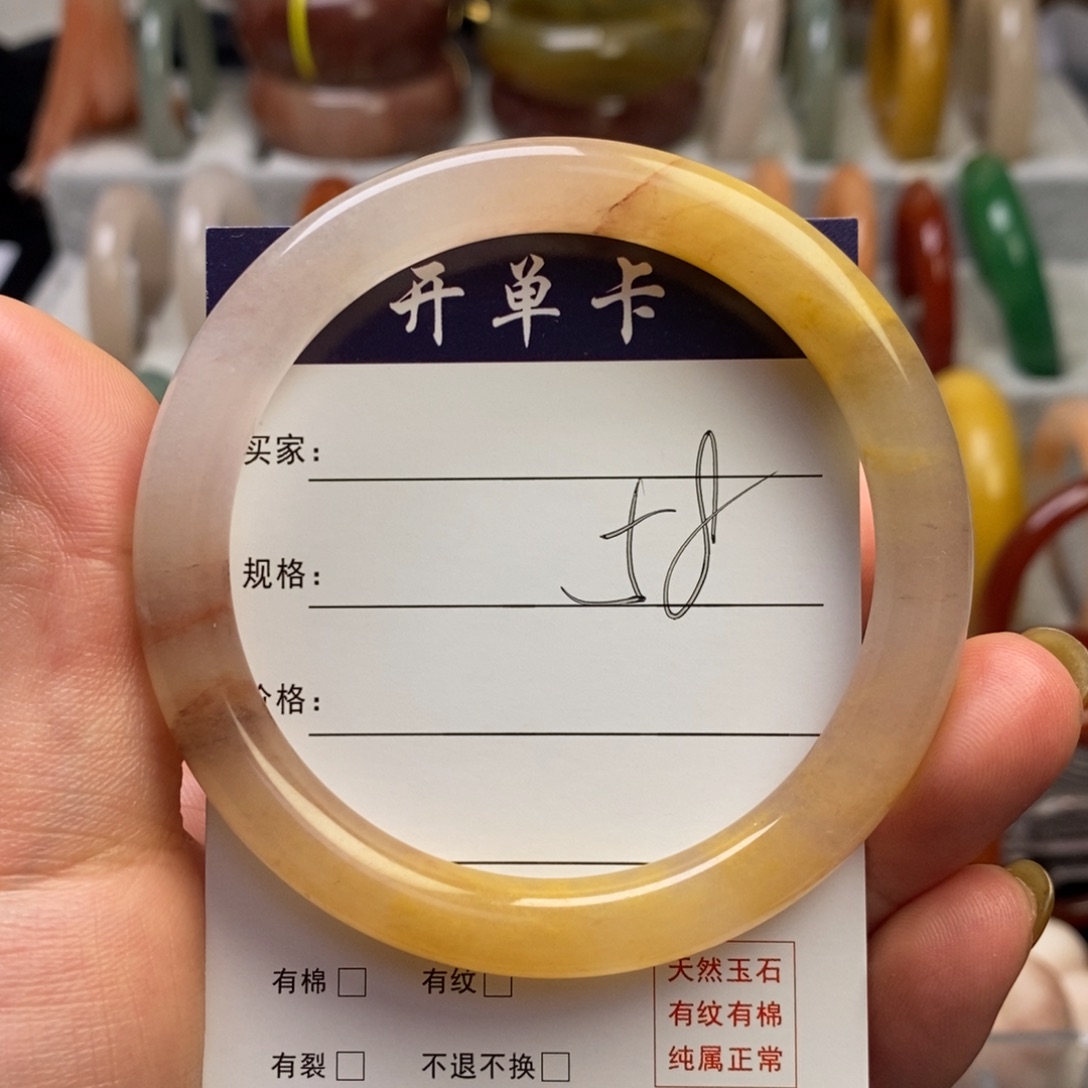 开单卡
买家：
58
规格：
价格：
有棉□ 有纹□
有裂□ 不退不换□
天然玉石
有纹有棉
纯属正常